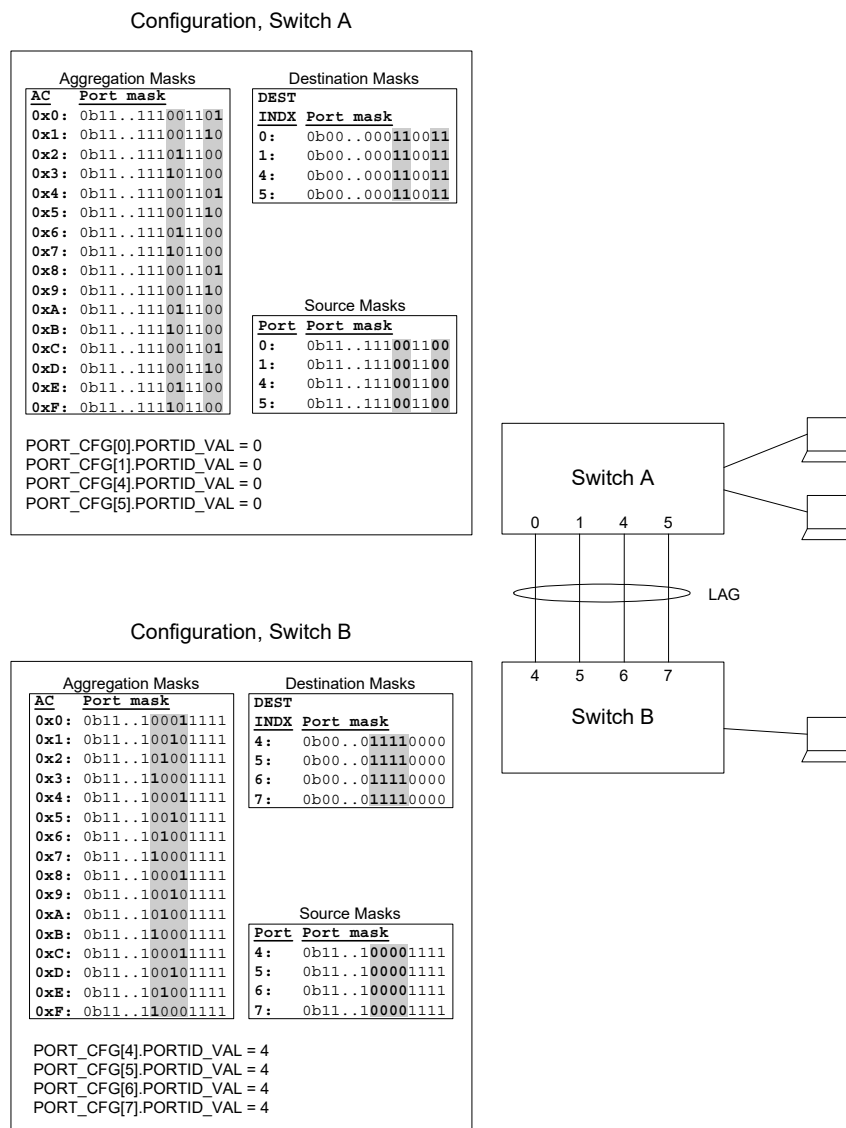 Configuration, Switch A
Aggregation Masks
AC Port mask
0x0: 0b11..111001101
0x1: 0b11..111001110
0x2: 0b11..111011100
0x3: 0b11..111101100
0x4: 0b11..111001101
0x5: 0b11..111001110
0x6: 0b11..111011100
0x7: 0b11..111101100
0x8: 0b11..111001101
0x9: 0b11..111001110
0xA: 0b11..111011100
0xB: 0b11..111101100
0xC: 0b11..111001101
0xD: 0b11..111001110
0xE: 0b11..111011100
0xF: 0b11..111101100
Destination Masks
DEST
INDX Port mask
0: 0b00..000110011
1: 0b00..000110011
4: 0b00..000110011
5: 0b00..000110011
Source Masks
Port Port mask
0: 0b11..111001100
1: 0b11..111001100
4: 0b11..111001100
5: 0b11..111001100
PORT_CFG[0].PORTID_VAL = 0
PORT_CFG[1].PORTID_VAL = 0
PORT_CFG[4].PORTID_VAL = 0
PORT_CFG[5].PORTID_VAL = 0
Switch A
0 1 4 5
LAG
4 5 6 7
Switch B
Configuration, Switch B
Aggregation Masks
AC Port mask
0x0: 0b11..100011111
0x1: 0b11..100101111
0x2: 0b11..101001111
0x3: 0b11..110001111
0x4: 0b11..100011111
0x5: 0b11..100101111
0x6: 0b11..101001111
0x7: 0b11..110001111
0x8: 0b11..100011111
0x9: 0b11..100101111
0xA: 0b11..101001111
0xB: 0b11..110001111
0xC: 0b11..100011111
0xD: 0b11..100101111
0xE: 0b11..101001111
0xF: 0b11..110001111
Destination Masks
DEST
INDX Port mask
4: 0b00..011110000
5: 0b00..011110000
6: 0b00..011110000
7: 0b00..011110000
Source Masks
Port Port mask
4: 0b11..100001111
5: 0b11..100001111
6: 0b11..100001111
7: 0b11..100001111
PORT_CFG[4].PORTID_VAL = 4
PORT_CFG[5].PORTID_VAL = 4
PORT_CFG[6].PORTID_VAL = 4
PORT_CFG[7].PORTID_VAL = 4